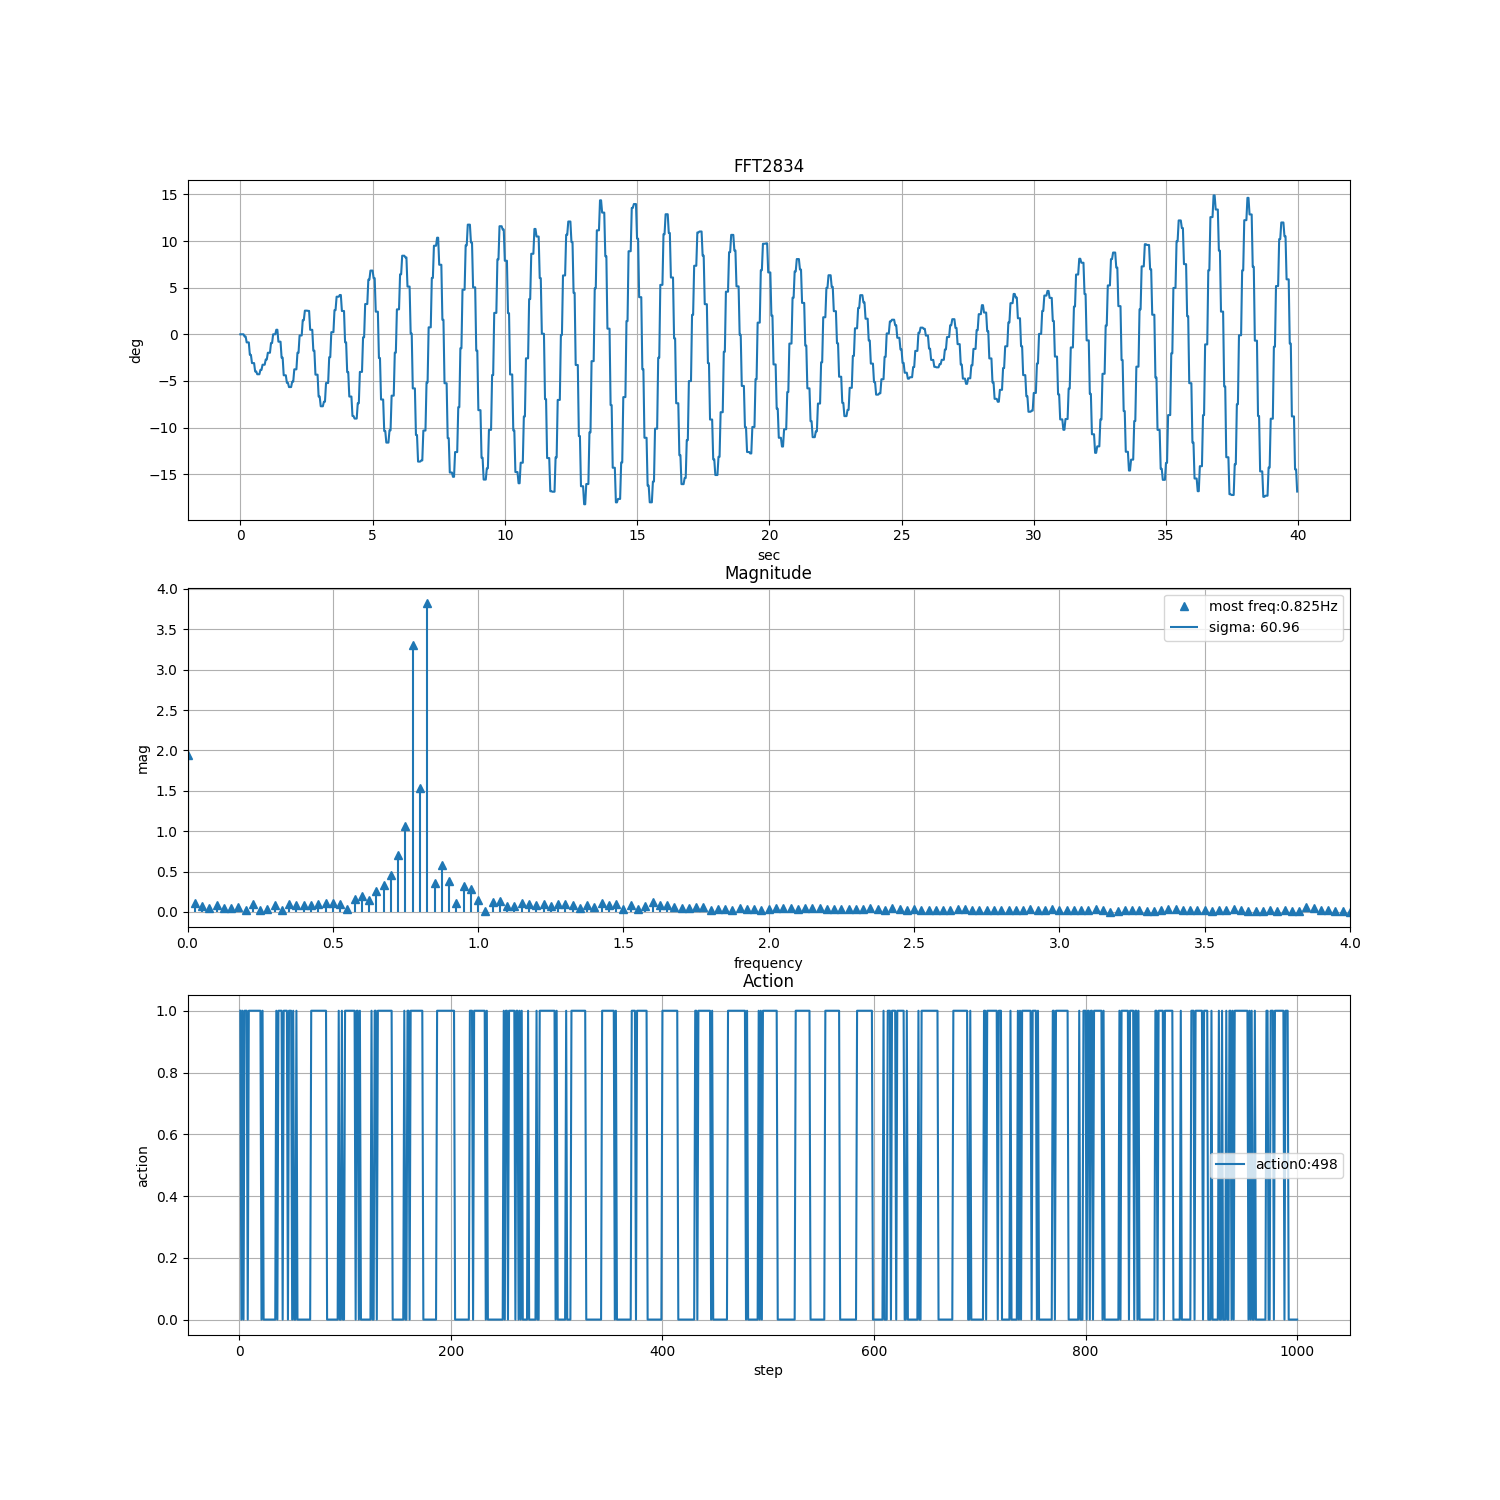 FFT2834
15
10
5
0
−5
−10
−15
deg
0 5 10 15 20 25 30 35 40
sec
Magnitude
4.0
3.5
3.0
2.5
2.0
1.5
1.0
0.5
0.0
mag
most freq:0.825Hz
sigma: 60.96
0.0 0.5 1.0 1.5 2.0 2.5 3.0 3.5 4.0
frequency
Action
1.0
0.8
0.6
0.4
0.2
0.0
action
action0:498
0 200 400 600 800 1000
step